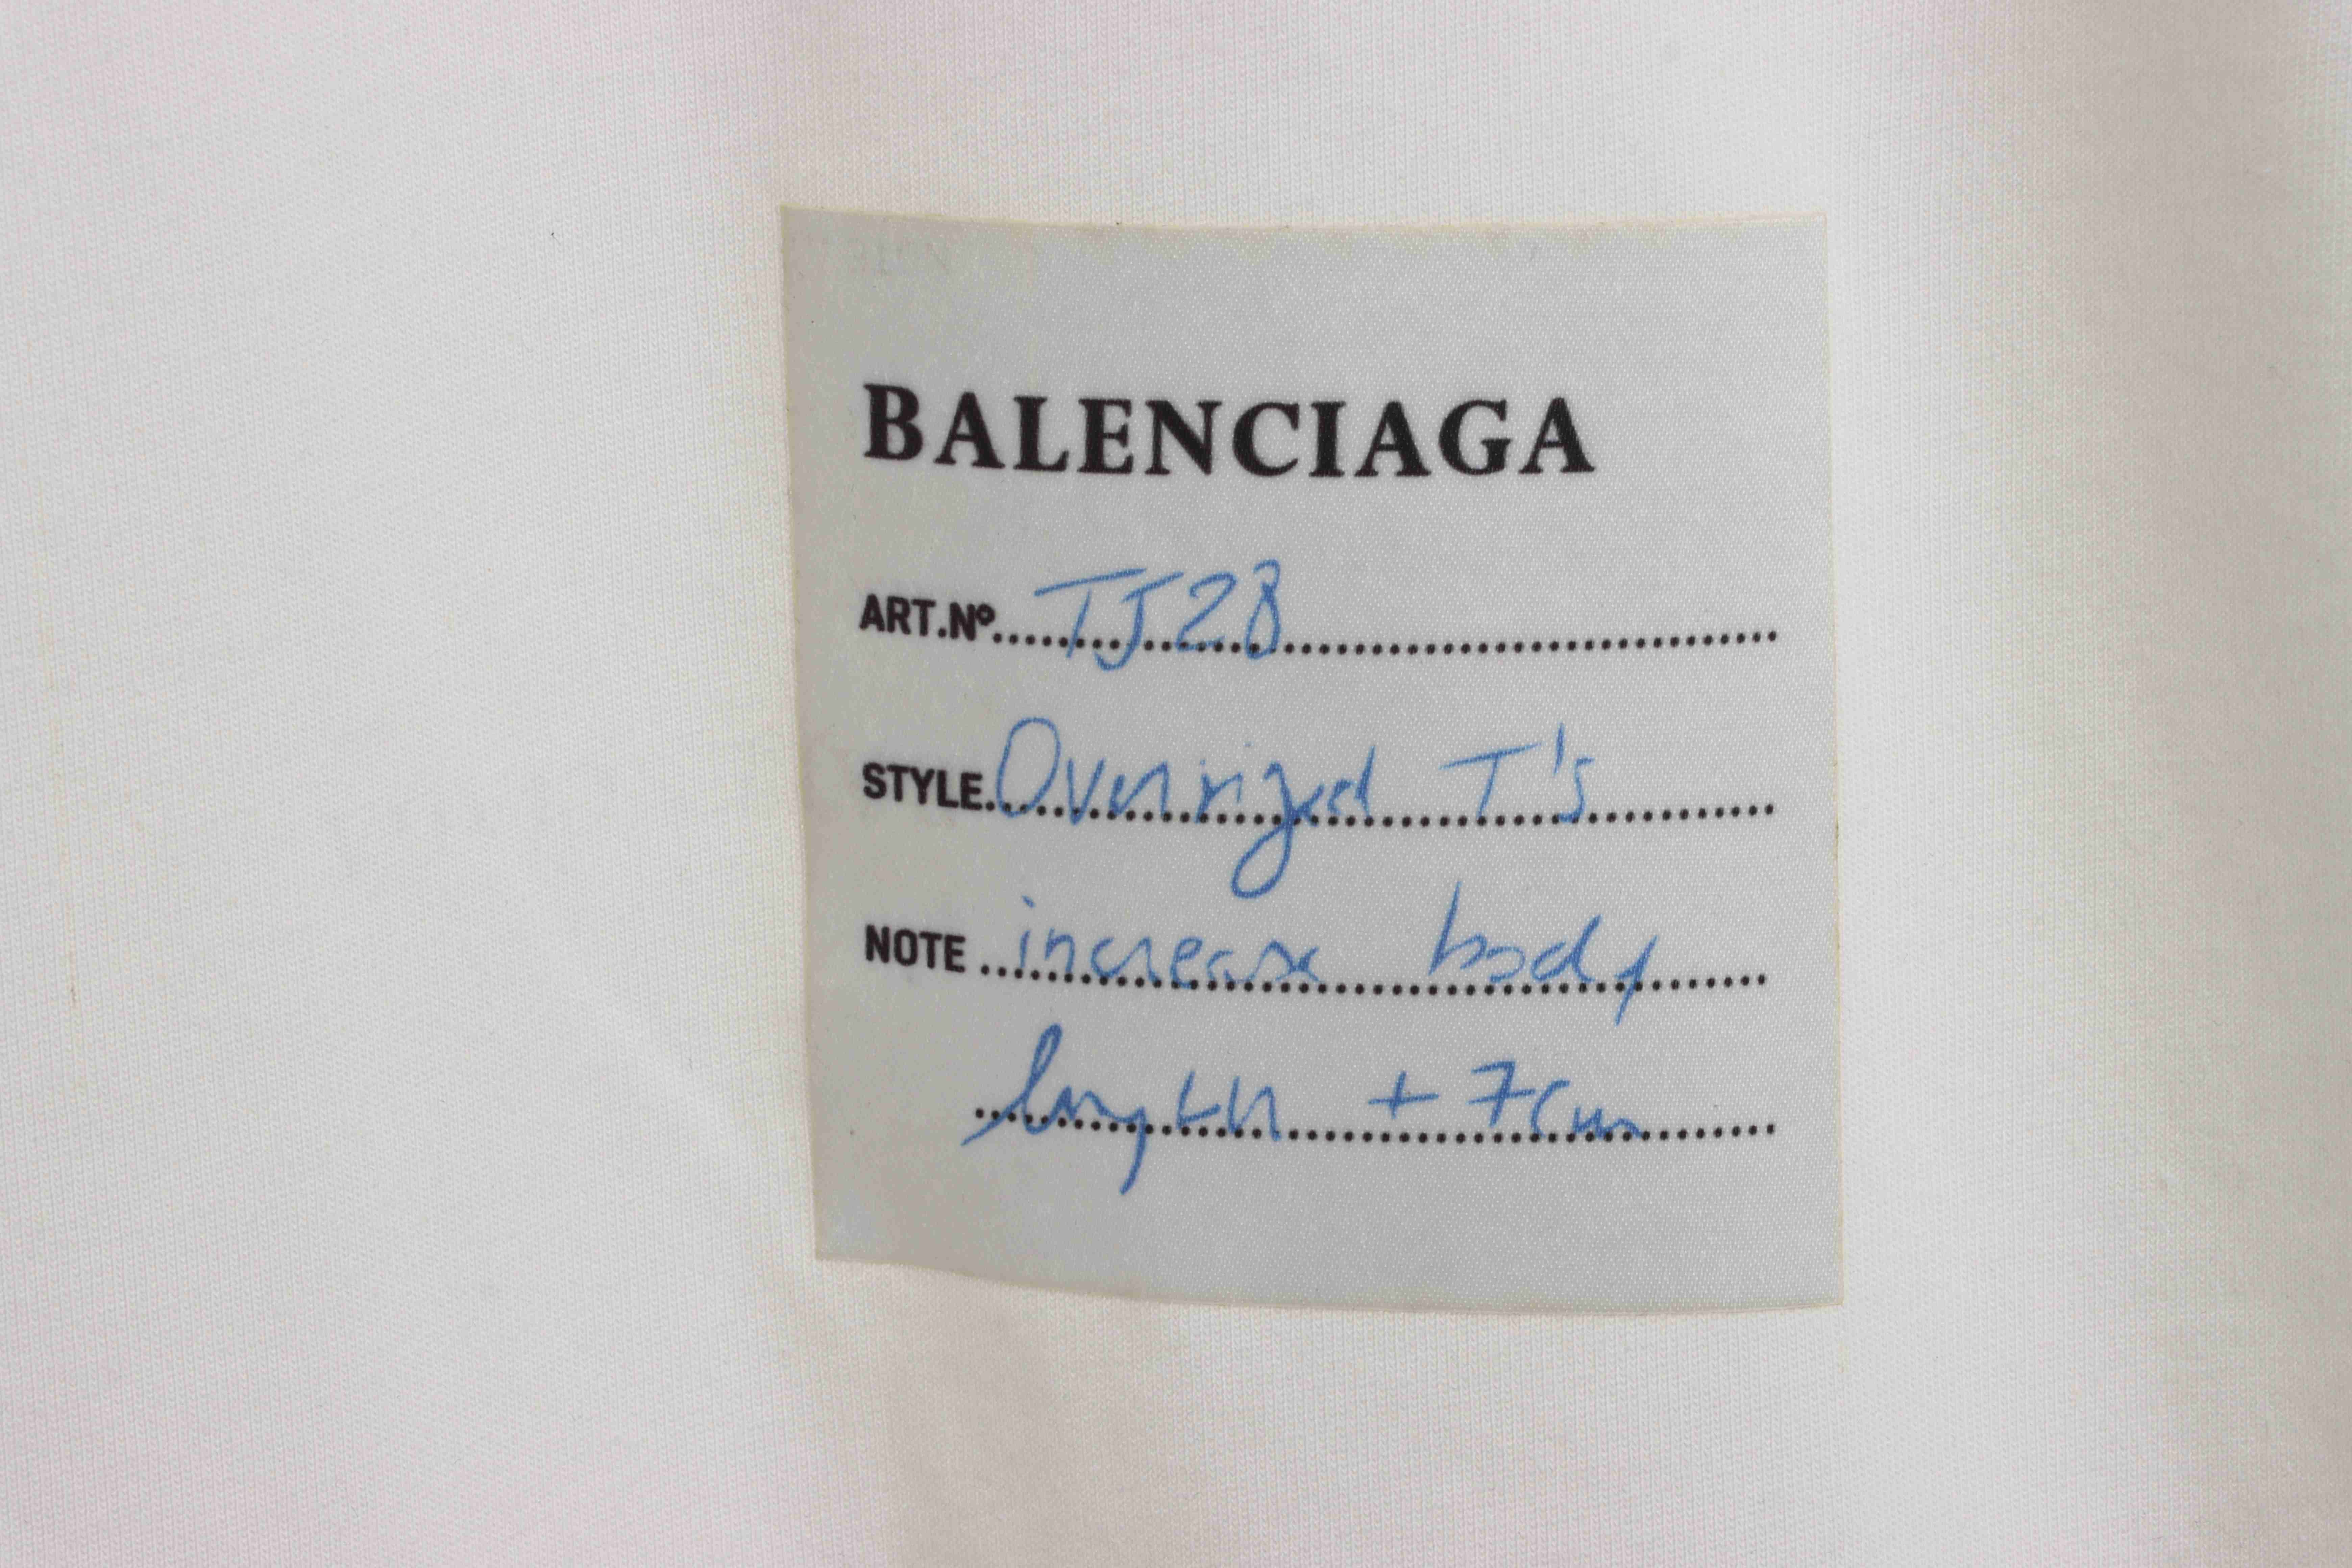 BALENCIAGA
ART.Nº TJ28
STYLE Oversized T's
NOTE increase body
length + 7cm